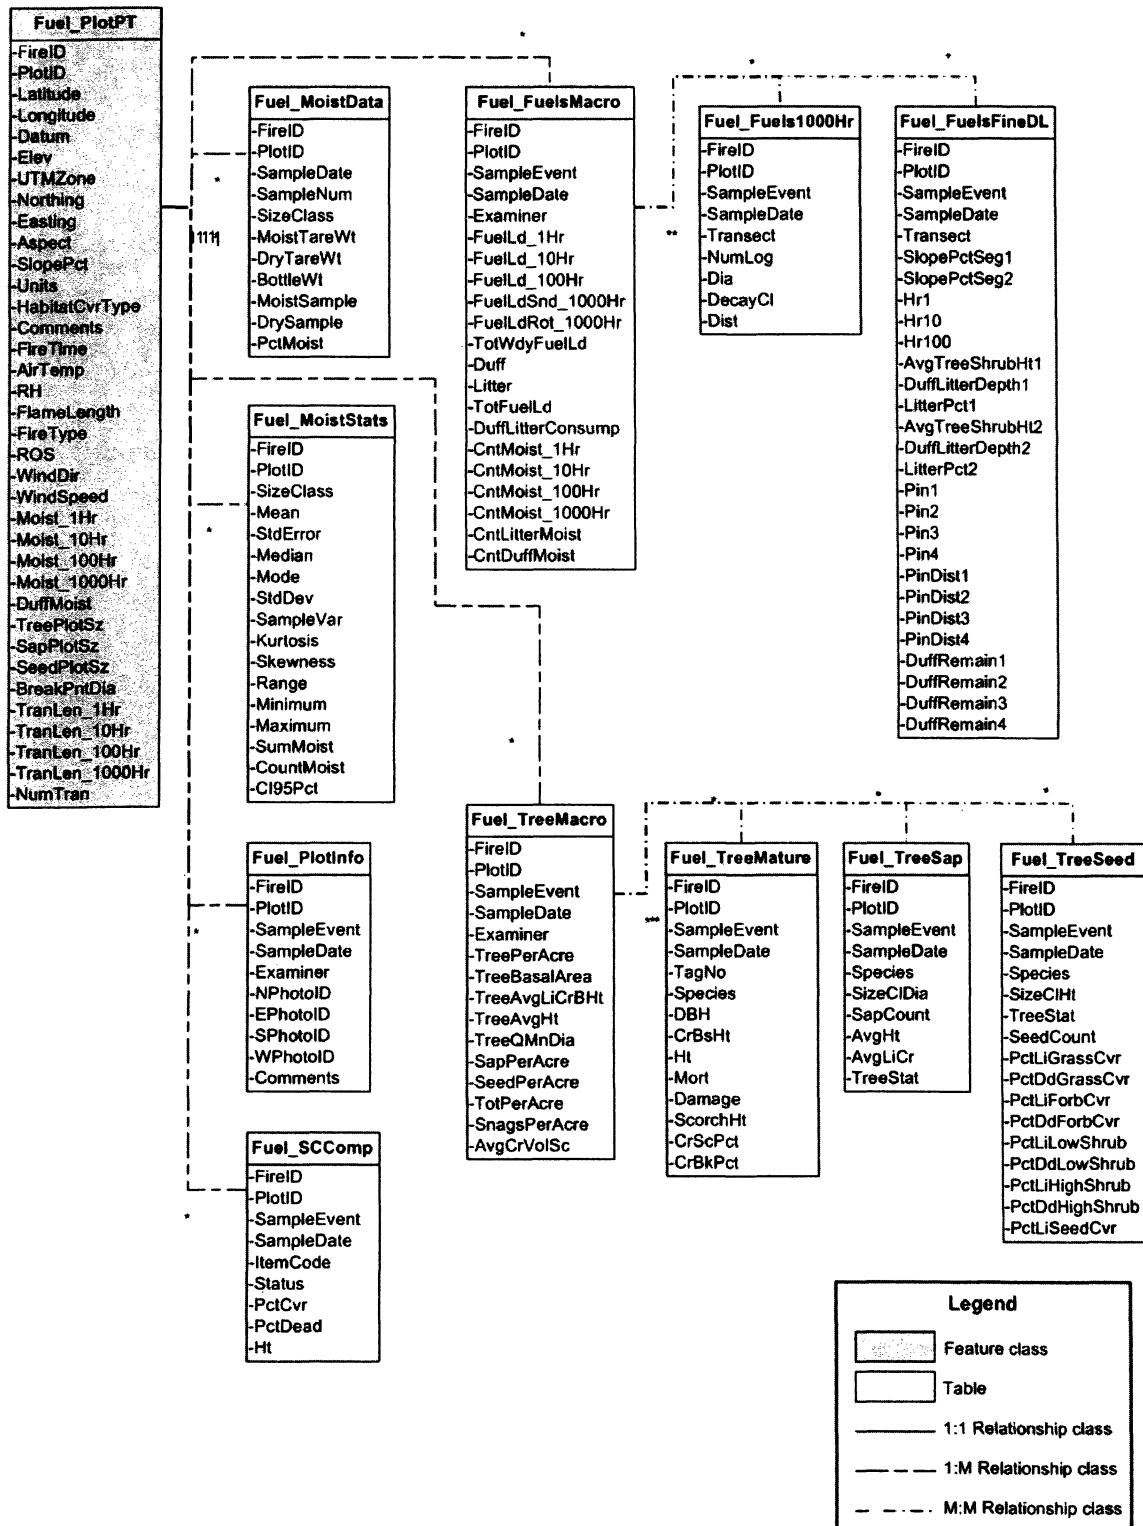 Fuel_PlotPT
-FireID
-PlotID
-Latitude
-Longitude
-Datum
-Elev
-UTMZone
-Northing
-Easting
-Aspect
-SlopePct
-Units
-HabitatCvrType
-Comments
-FireTime
-AirTemp
-RH
-FlameLength
-FireType
-ROS
-WindDir
-WindSpeed
-Moist_1Hr
-Moist_10Hr
-Moist_100Hr
-Moist_1000Hr
-DuffMoist
-TreePlotSz
-SapPlotSz
-SeedPlotSz
-BreakPntDia
-TranLen_1Hr
-TranLen_10Hr
-TranLen_100Hr
-TranLen_1000Hr
-NumTran
*
*
*
Fuel_MoistData
-FireID
-PlotID
-SampleDate
-SampleNum
-SizeClass
-MoistTareWt
-DryTareWt
-BottleWt
-MoistSample
-DrySample
-PctMoist
*
Fuel_FuelsMacro
-FireID
-PlotID
-SampleEvent
-SampleDate
-Examiner
-FuelLd_1Hr
-FuelLd_10Hr
-FuelLd_100Hr
-FuelLdSnd_1000Hr
-FuelLdRot_1000Hr
-TotWdyFuelLd
-Duff
-Litter
-TotFuelLd
-DuffLitterConsump
-CntMoist_1Hr
-CntMoist_10Hr
-CntMoist_100Hr
-CntMoist_1000Hr
-CntLitterMoist
-CntDuffMoist
**
Fuel_Fuels1000Hr
-FireID
-PlotID
-SampleEvent
-SampleDate
-Transect
-NumLog
-Dia
-DecayCl
-Dist
Fuel_FuelsFineDL
-FireID
-PlotID
-SampleEvent
-SampleDate
-Transect
-SlopePctSeg1
-SlopePctSeg2
-Hr1
-Hr10
-Hr100
-AvgTreeShrubHt1
-DuffLitterDepth1
-LitterPct1
-AvgTreeShrubHt2
-DuffLitterDepth2
-LitterPct2
-Pin1
-Pin2
-Pin3
-Pin4
-PinDist1
-PinDist2
-PinDist3
-PinDist4
-DuffRemain1
-DuffRemain2
-DuffRemain3
-DuffRemain4
Fuel_MoistStats
-FireID
-PlotID
-SizeClass
-Mean
-StdError
-Median
-Mode
-StdDev
-SampleVar
-Kurtosis
-Skewness
-Range
-Minimum
-Maximum
-SumMoist
-CountMoist
-CI95Pct
*
*
Fuel_TreeMacro
-FireID
-PlotID
-SampleEvent
-SampleDate
-Examiner
-TreePerAcre
-TreeBasalArea
-TreeAvgLiCrBHt
-TreeAvgHt
-TreeQMnDia
-SapPerAcre
-SeedPerAcre
-TotPerAcre
-SnagsPerAcre
-AvgCrVolSc
*
*
*
***
Fuel_TreeMature
-FireID
-PlotID
-SampleEvent
-SampleDate
-TagNo
-Species
-DBH
-CrBsHt
-Ht
-Mort
-Damage
-ScorchHt
-CrScPct
-CrBkPct
Fuel_TreeSap
-FireID
-PlotID
-SampleEvent
-SampleDate
-Species
-SizeClDia
-SapCount
-AvgHt
-AvgLiCr
-TreeStat
Fuel_TreeSeed
-FireID
-PlotID
-SampleEvent
-SampleDate
-Species
-SizeClHt
-TreeStat
-SeedCount
-PctLiGrassCvr
-PctDdGrassCvr
-PctLiForbCvr
-PctDdForbCvr
-PctLiLowShrub
-PctDdLowShrub
-PctLiHighShrub
-PctDdHighShrub
-PctLiSeedCvr
Fuel_PlotInfo
-FireID
-PlotID
-SampleEvent
-SampleDate
-Examiner
-NPhotoID
-EPhotoID
-SPhotoID
-WPhotoID
-Comments
*
Fuel_SCComp
-FireID
-PlotID
-SampleEvent
-SampleDate
-ItemCode
-Status
-PctCvr
-PctDead
-Ht
*
Legend
Feature class
Table
1:1 Relationship class
1:M Relationship class
M:M Relationship class